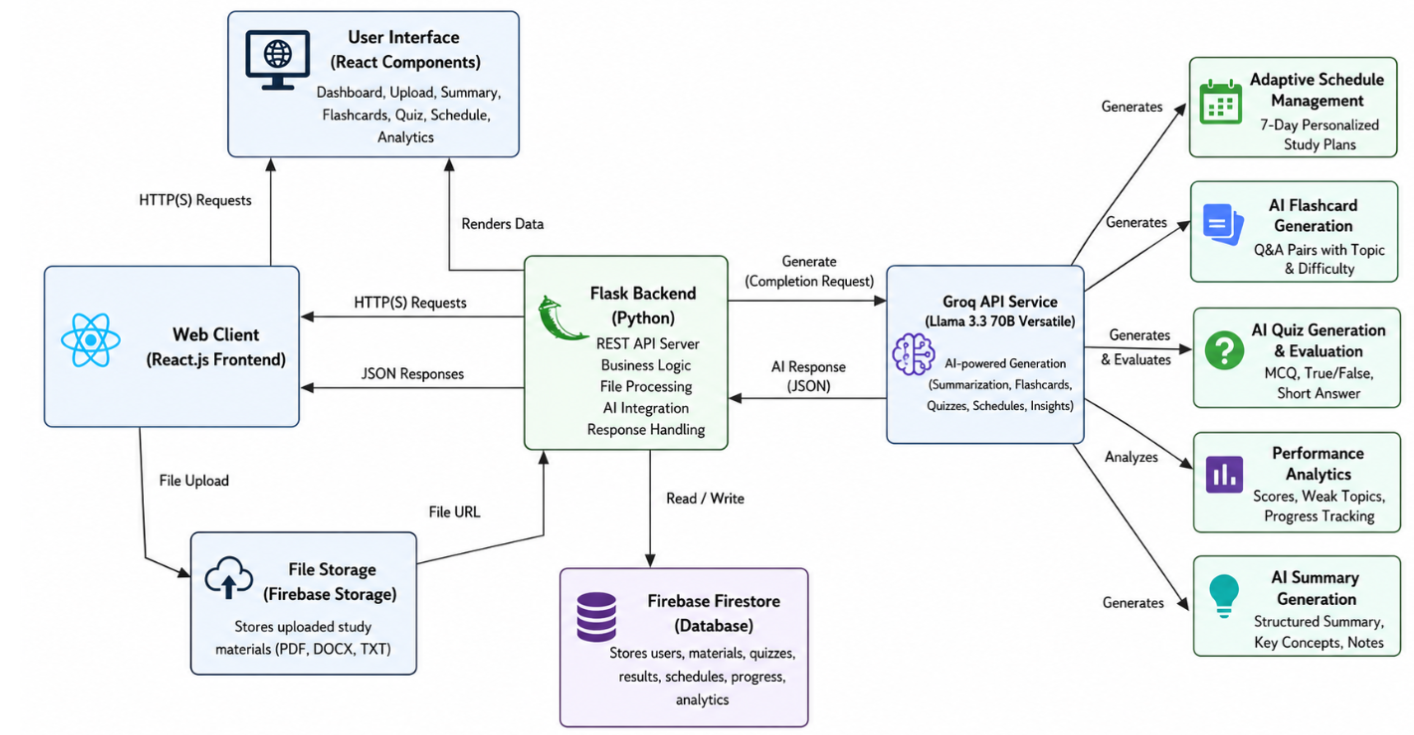 User Interface
(React Components)
Dashboard, Upload, Summary,
Flashcards, Quiz, Schedule,
Analytics
HTTP(S) Requests
Renders Data
Web Client
(React.js Frontend)
HTTP(S) Requests
JSON Responses
File Upload
File URL
File Storage
(Firebase Storage)
Stores uploaded study
materials (PDF, DOCX, TXT)
Flask Backend
(Python)
REST API Server
Business Logic
File Processing
AI Integration
Response Handling
Read / Write
Firebase Firestore
(Database)
Stores users, materials, quizzes,
results, schedules, progress,
analytics
Generate
(Completion Request)
AI Response
(JSON)
Groq API Service
(Llama 3.3 70B Versatile)
AI-powered Generation
(Summarization, Flashcards,
Quizzes, Schedules, Insights)
Generates
Adaptive Schedule
Management
7-Day Personalized
Study Plans
Generates
AI Flashcard
Generation
Q&A Pairs with Topic
& Difficulty
Generates
& Evaluates
AI Quiz Generation
& Evaluation
MCQ, True/False,
Short Answer
Analyzes
Performance
Analytics
Scores, Weak Topics,
Progress Tracking
Generates
AI Summary
Generation
Structured Summary,
Key Concepts, Notes